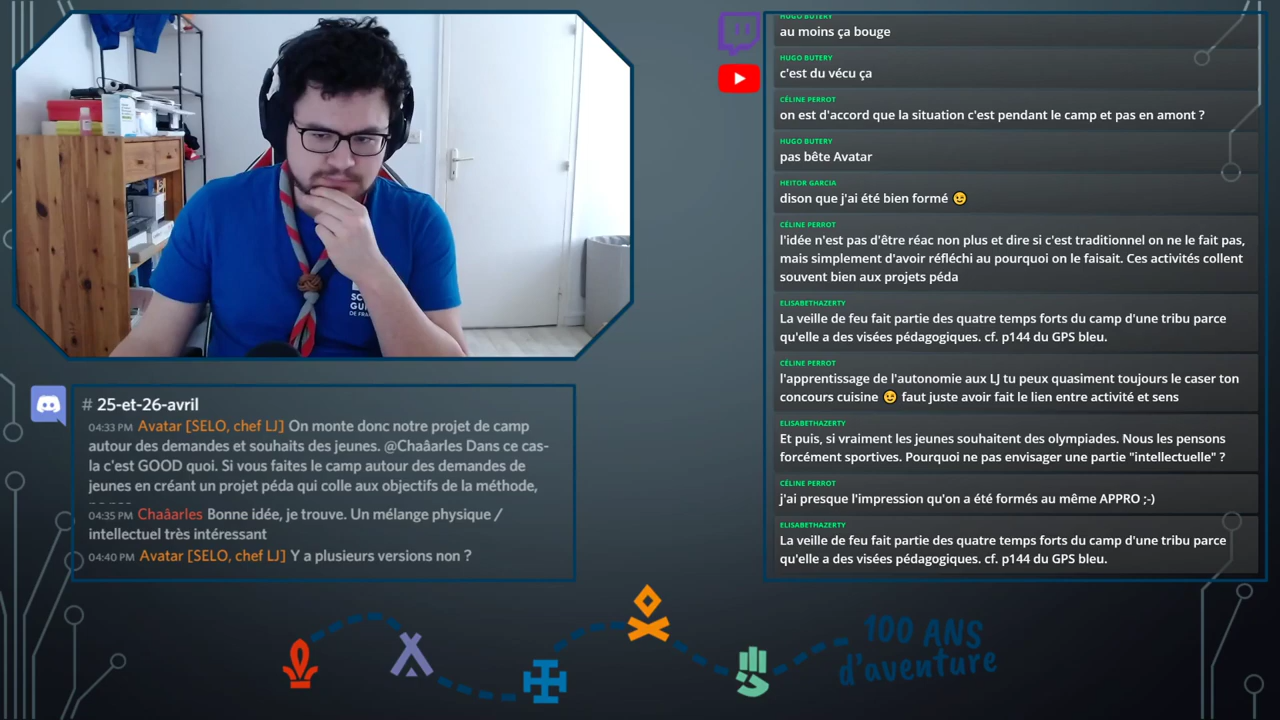 HUGO BUTERY
au moins ça bouge
HUGO BUTERY
c'est du vécu ça
CÉLINE PERROT
on est d'accord que la situation c'est pendant le camp et pas en amont ?
HUGO BUTERY
pas bête Avatar
HEITOR GARCIA
dison que j'ai été bien formé 😉
CÉLINE PERROT
l'idée n'est pas d'être réac non plus et dire si c'est traditionnel on ne le fait pas,
mais simplement d'avoir réfléchi au pourquoi on le faisait. Ces activités collent
souvent bien aux projets péda
ELISABETHAZERTY
La veille de feu fait partie des quatre temps forts du camp d'une tribu parce
qu'elle a des visées pédagogiques. cf. p144 du GPS bleu.
CÉLINE PERROT
l'apprentissage de l'autonomie aux LJ tu peux quasiment toujours le caser ton
concours cuisine 😉 faut juste avoir fait le lien entre activité et sens
ELISABETHAZERTY
Et puis, si vraiment les jeunes souhaitent des olympiades. Nous les pensons
forcément sportives. Pourquoi ne pas envisager une partie "intellectuelle" ?
CÉLINE PERROT
j'ai presque l'impression qu'on a été formés au même APPRO ;-)
ELISABETHAZERTY
La veille de feu fait partie des quatre temps forts du camp d'une tribu parce
qu'elle a des visées pédagogiques. cf. p144 du GPS bleu.
# 25-et-26-avril
04:33 PM Avatar [SELO, chef LJ] On monte donc notre projet de camp
autour des demandes et souhaits des jeunes. @Chaâarles Dans ce cas-
la c'est GOOD quoi. Si vous faites le camp autour des demandes de
jeunes en créant un projet péda qui colle aux objectifs de la méthode,
04:35 PM Chaâarles Bonne idée, je trouve. Un mélange physique /
intellectuel très intéressant
04:40 PM Avatar [SELO, chef LJ] Y a plusieurs versions non ?
100 ANS
d'aventure